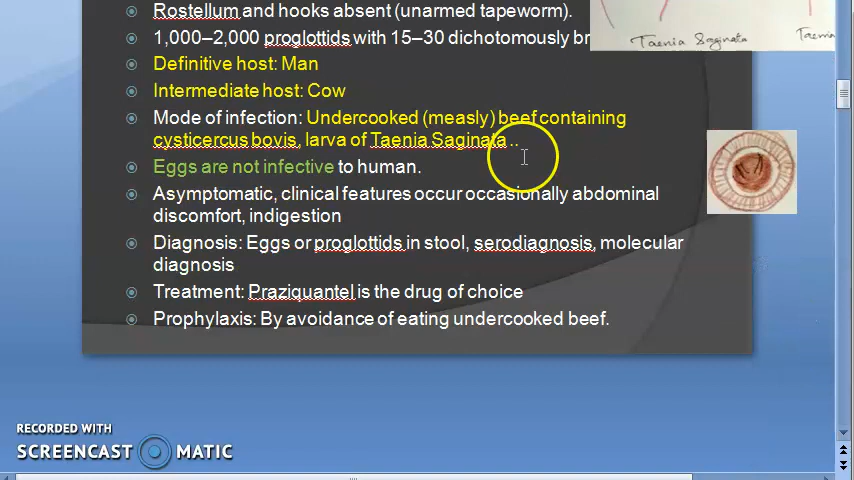 Rostellum and hooks absent (unarmed tapeworm).
1,000–2,000 proglottids with 15–30 dichotomously
Taenia Saginata
Definitive host: Man
Intermediate host: Cow
Mode of infection: Undercooked (measly) beef containing
cysticercus bovis, larva of Taenia Saginata ..
Eggs are not infective to human.
Asymptomatic, clinical features occur occasionally abdominal
discomfort, indigestion
Diagnosis: Eggs or proglottids in stool, serodiagnosis, molecular
diagnosis
Treatment: Praziquantel is the drug of choice
Prophylaxis: By avoidance of eating undercooked beef.
RECORDED WITH
SCREENCAST MATIC